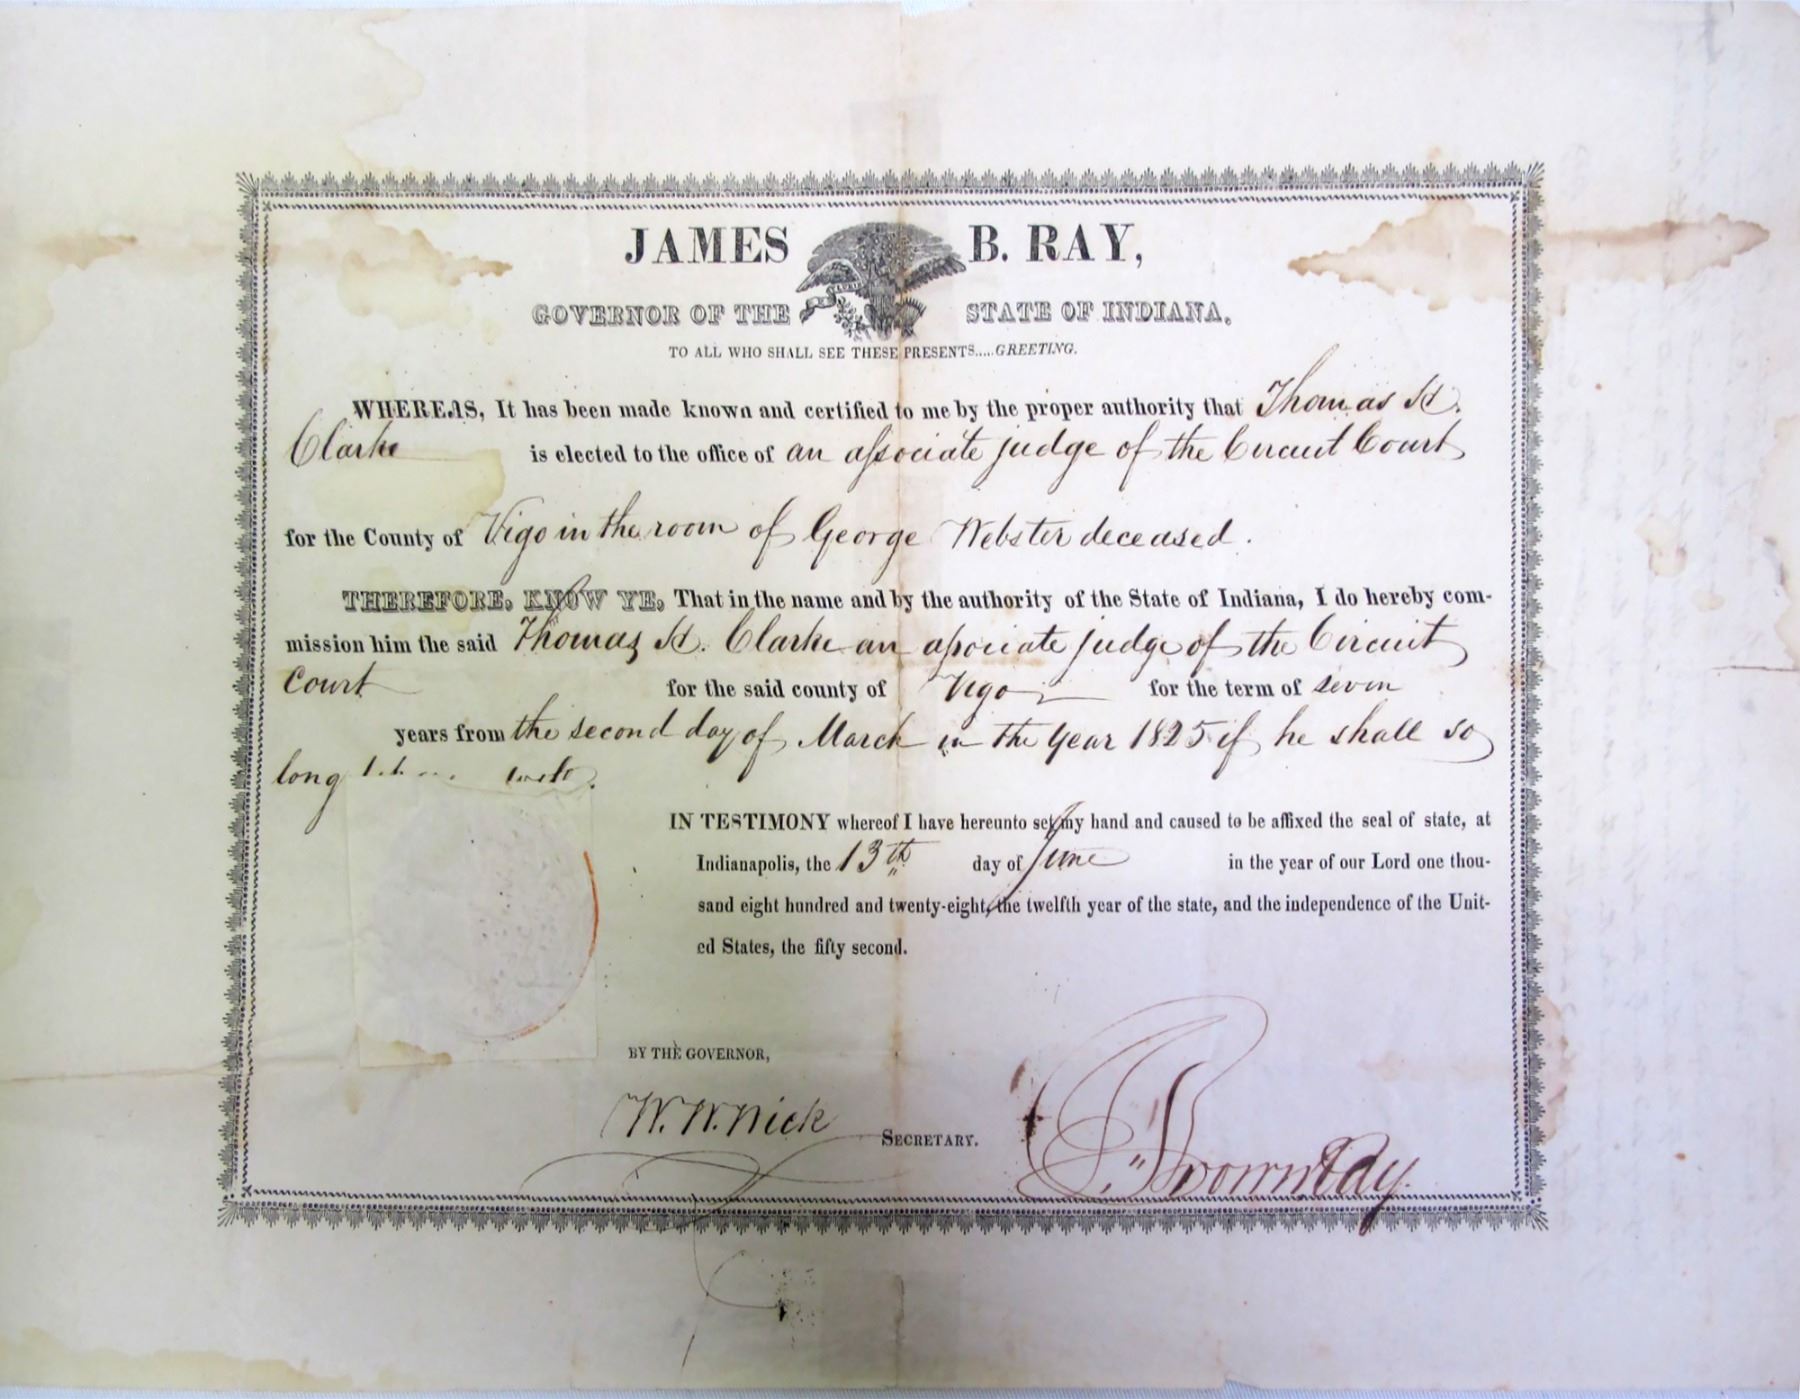 JAMES B. RAY,
GOVERNOR OF THE STATE OF INDIANA.
TO ALL WHO SHALL SEE THESE PRESENTS.....GREETING.
WHEREAS, It has been made known and certified to me by the proper authority that Thomas H.
Clarke is elected to the office of an associate judge of the Circuit Court
for the County of Vigo in the room of George Webster deceased.
THEREFORE, KNOW YE, That in the name and by the authority of the State of Indiana, I do hereby com-
mission him the said Thomas H. Clarke an associate judge of the Circuit
Court for the said county of Vigo for the term of seven
years from the second day of March in the year 1825 if he shall so
long
IN TESTIMONY whereof I have hereunto set my hand and caused to be affixed the seal of state, at
Indianapolis, the 13th day of June in the year of our Lord one thou-
sand eight hundred and twenty-eight, the twelfth year of the state, and the independence of the Unit-
ed States, the fifty second.
BY THE GOVERNOR,
W. W. Wick SECRETARY.
J. Brown Ray.